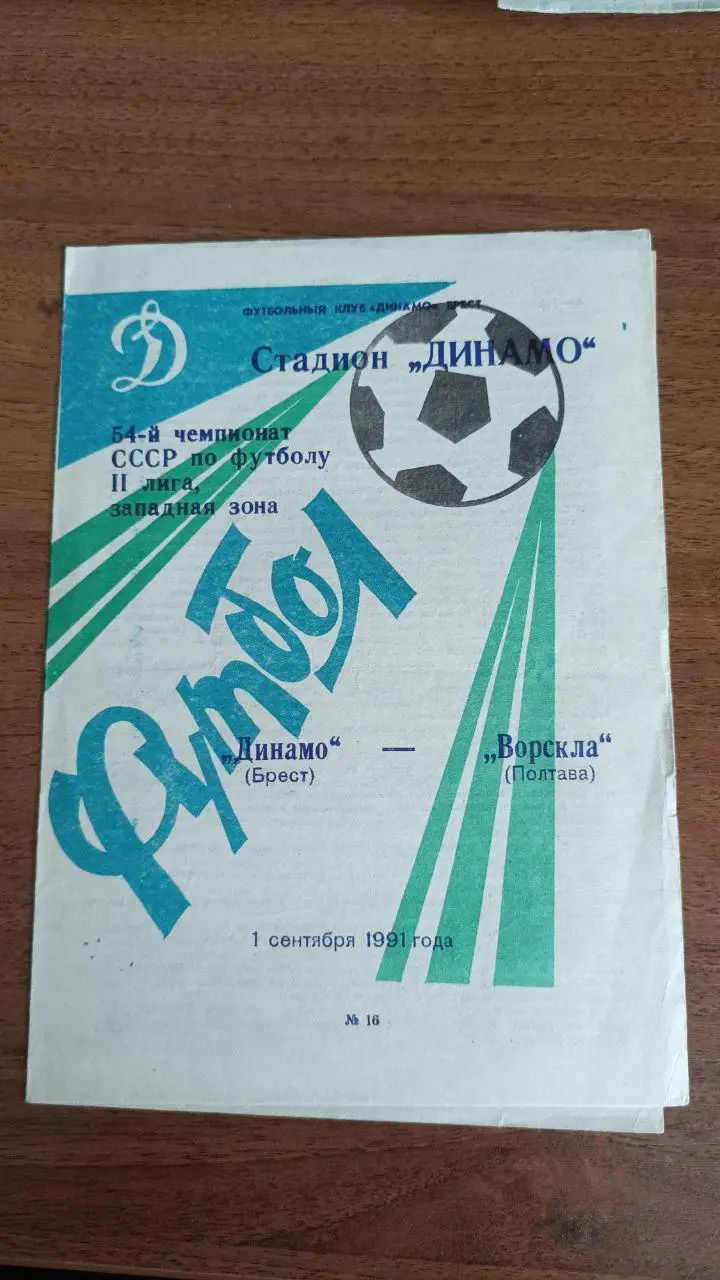 ФУТБОЛЬНЫЙ КЛУБ «ДИНАМО» БРЕСТ
Стадион „ДИНАМО“
54-й чемпионат
СССР по футболу
II лига,
западная зона
Футбол
„Динамо“ — „Ворскла“
(Брест) (Полтава)
1 сентября 1991 года
№ 16